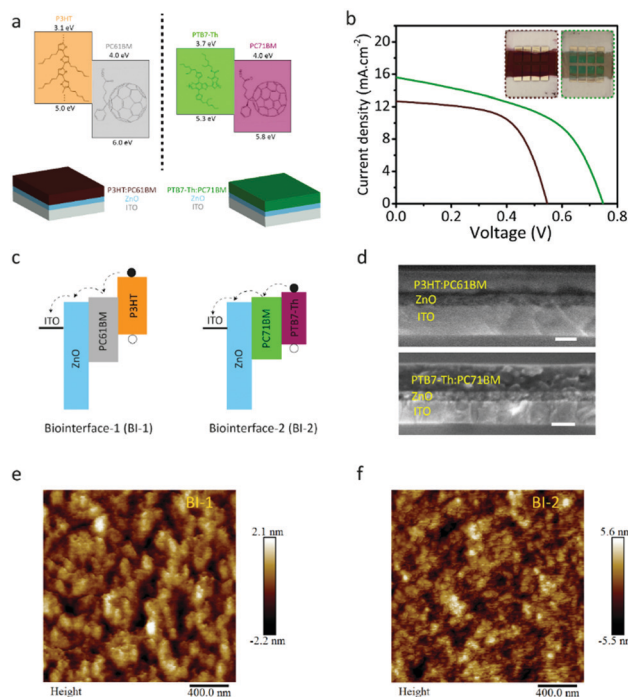 a
P3HT
3.1 eV
5.0 eV
4.0 eV
PC61BM
6.0 eV
PTB7-Th
3.7 eV
5.3 eV
4.0 eV
PC71BM
5.8 eV
P3HT:PC61BM
ZnO
ITO
PTB7-Th:PC71BM
ZnO
ITO
b
Current density (mA.cm⁻²)
20
16
12
8
4
0
0.0 0.2 0.4 0.6 0.8
Voltage (V)
c
ITO
ZnO
PC61BM
P3HT
Biointerface-1 (BI-1)
ITO
ZnO
PC71BM
PTB7-Th
Biointerface-2 (BI-2)
d
P3HT:PC61BM
ZnO
ITO
PTB7-Th:PC71BM
ZnO
ITO
e
BI-1
2.1 nm
-2.2 nm
Height
400.0 nm
f
BI-2
5.6 nm
-5.5 nm
Height
400.0 nm